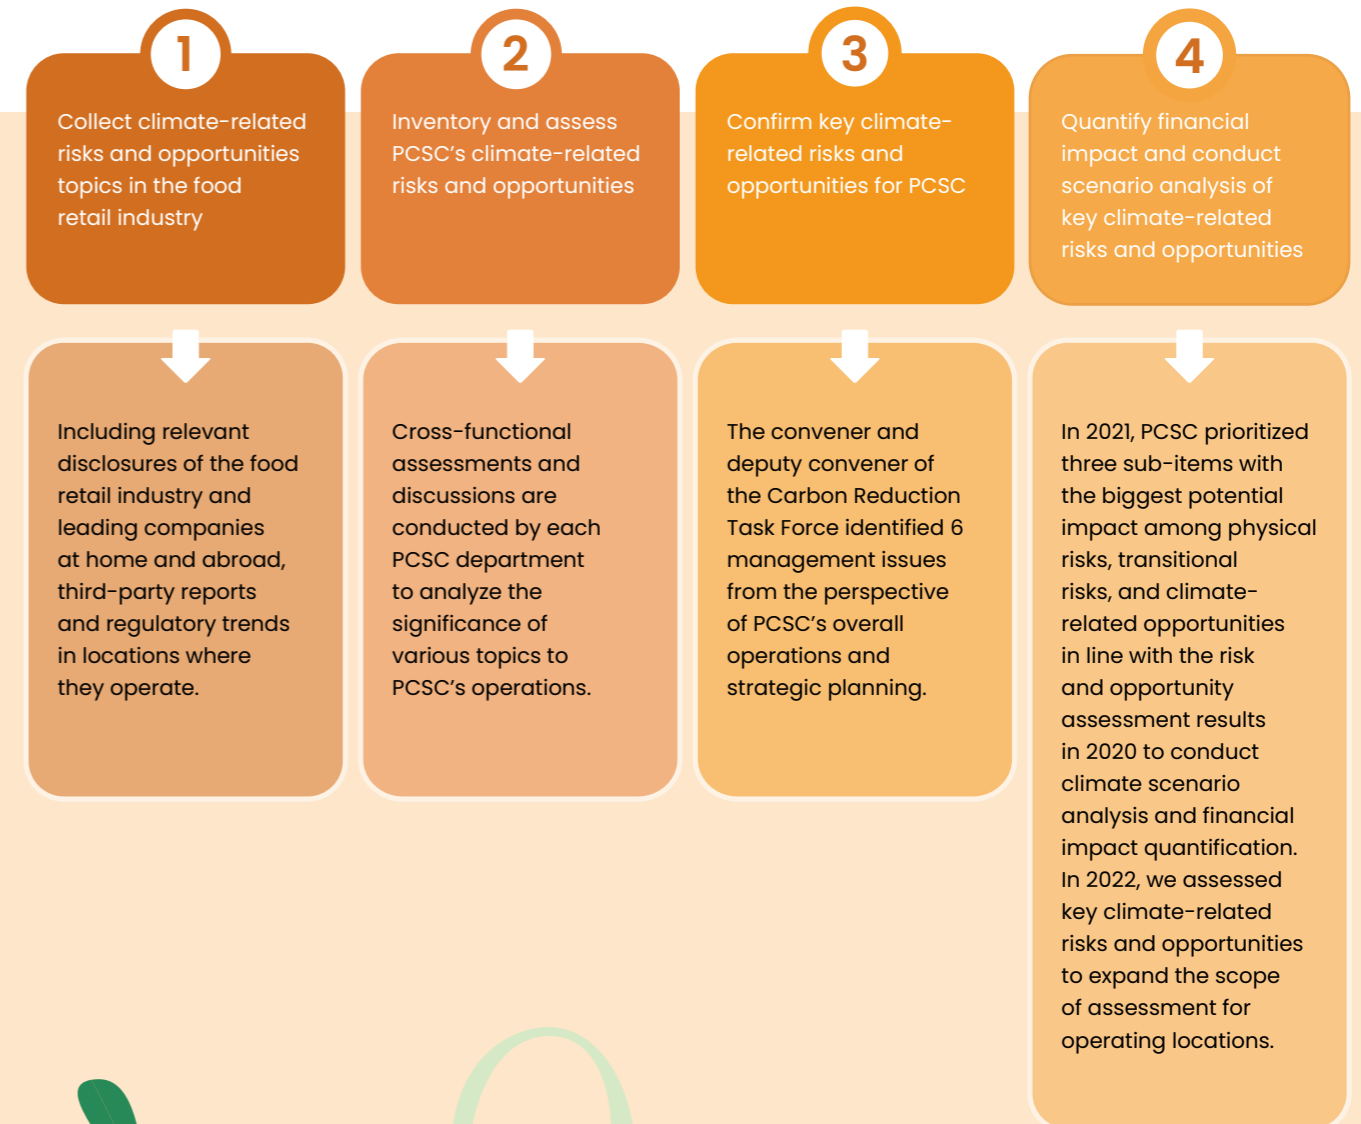 1
Collect climate-related
risks and opportunities
topics in the food
retail industry
Including relevant
disclosures of the food
retail industry and
leading companies
at home and abroad,
third-party reports
and regulatory trends
in locations where
they operate.
2
Inventory and assess
PCSC’s climate-related
risks and opportunities
Cross-functional
assessments and
discussions are
conducted by each
PCSC department
to analyze the
significance of
various topics to
PCSC’s operations.
3
Confirm key climate-
related risks and
opportunities for PCSC
The convener and
deputy convener of
the Carbon Reduction
Task Force identified 6
management issues
from the perspective
of PCSC’s overall
operations and
strategic planning.
4
Quantify financial
impact and conduct
scenario analysis of
key climate-related
risks and opportunities
In 2021, PCSC prioritized
three sub-items with
the biggest potential
impact among physical
risks, transitional
risks, and climate-
related opportunities
in line with the risk
and opportunity
assessment results
in 2020 to conduct
climate scenario
analysis and financial
impact quantification.
In 2022, we assessed
key climate-related
risks and opportunities
to expand the scope
of assessment for
operating locations.